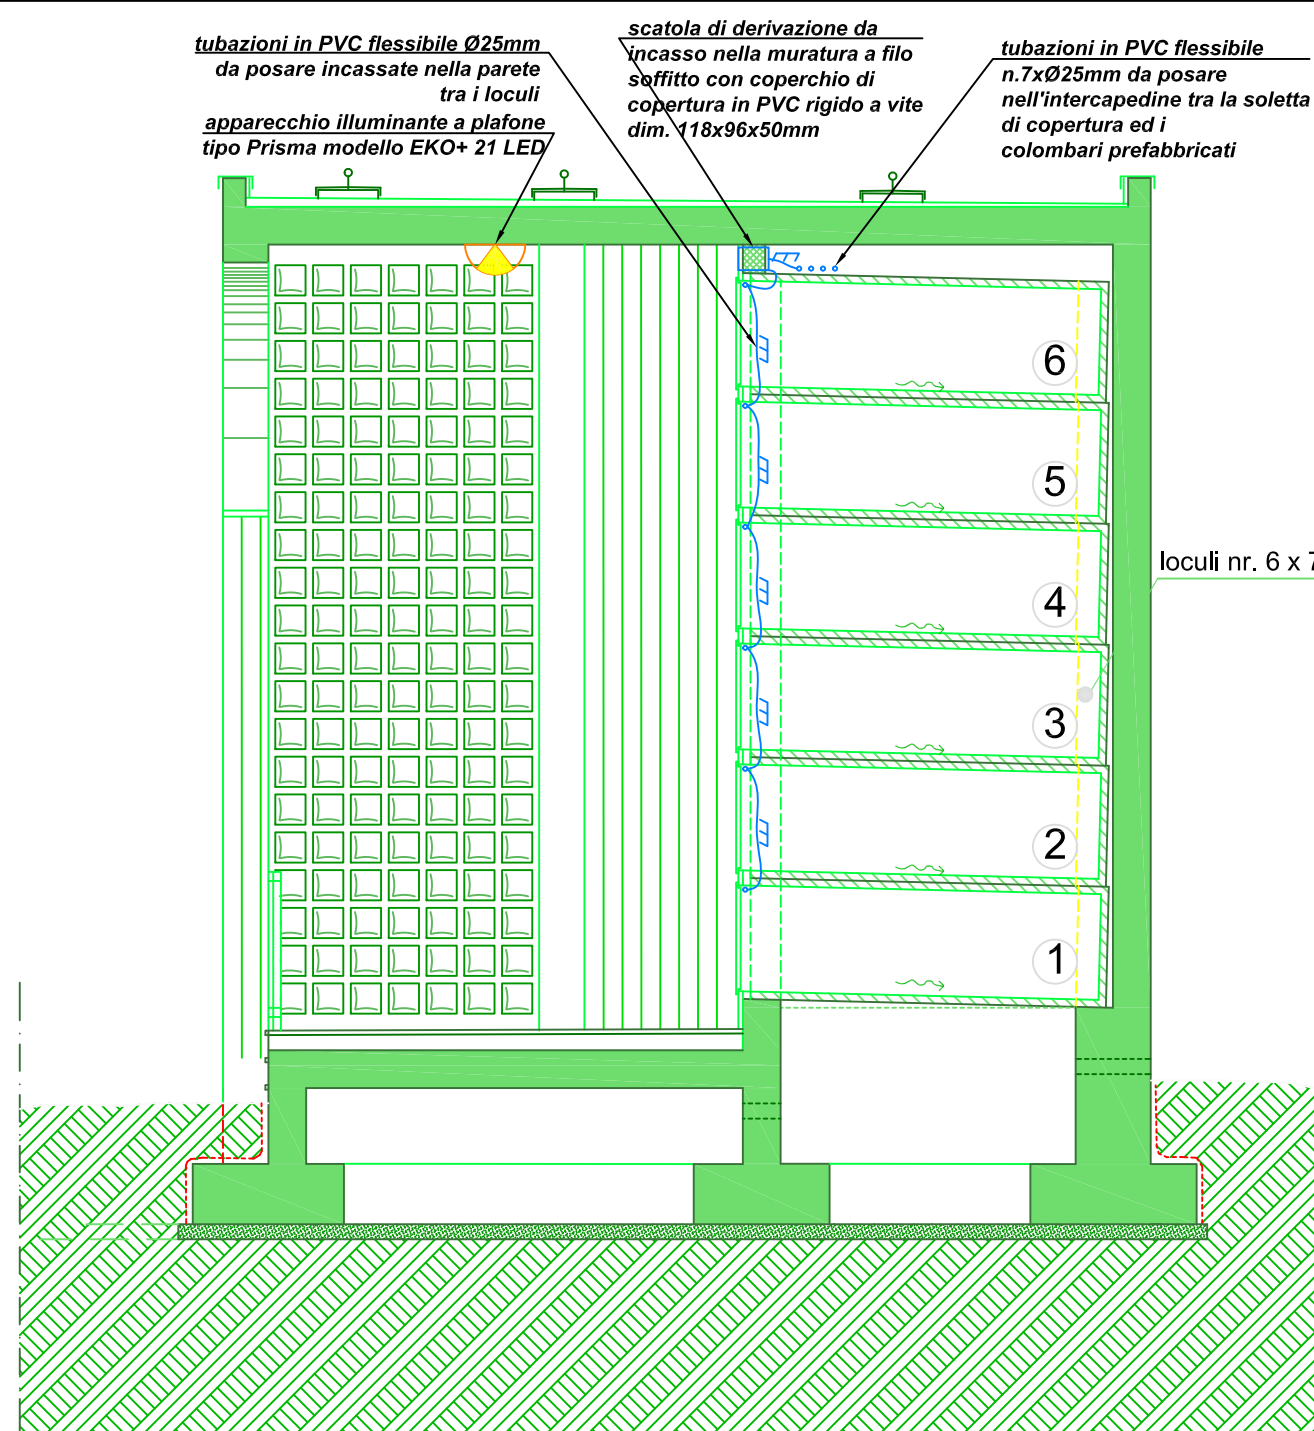 tubazioni in PVC flessibile Ø25mm
da posare incassate nella parete
tra i loculi
apparecchio illuminante a plafone
tipo Prisma modello EKO+ 21 LED
scatola di derivazione da
incasso nella muratura a filo
soffitto con coperchio di
copertura in PVC rigido a vite
dim. 118x96x50mm
tubazioni in PVC flessibile
n.7xØ25mm da posare
nell'intercapedine tra la soletta
di copertura ed i
colombari prefabbricati
6
5
4
loculi nr. 6 x 7
3
2
1